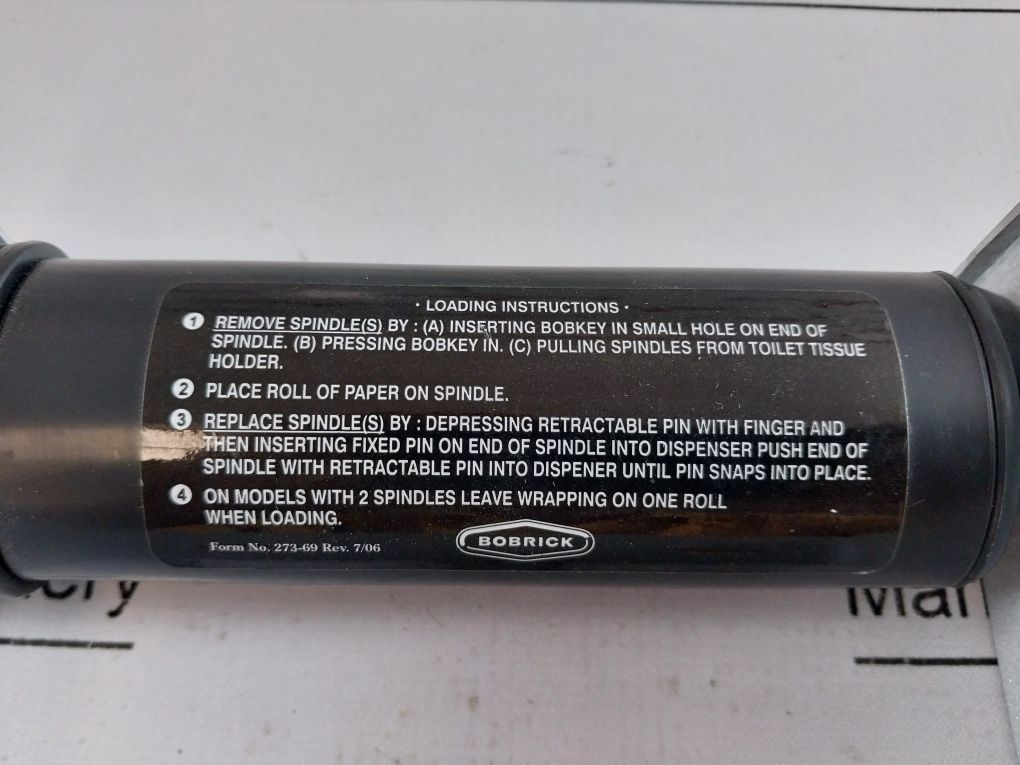 · LOADING INSTRUCTIONS ·
1 REMOVE SPINDLE(S) BY : (A) INSERTING BOBKEY IN SMALL HOLE ON END OF
SPINDLE. (B) PRESSING BOBKEY IN. (C) PULLING SPINDLES FROM TOILET TISSUE
HOLDER.
2 PLACE ROLL OF PAPER ON SPINDLE.
3 REPLACE SPINDLE(S) BY : DEPRESSING RETRACTABLE PIN WITH FINGER AND
THEN INSERTING FIXED PIN ON END OF SPINDLE INTO DISPENSER PUSH END OF
SPINDLE WITH RETRACTABLE PIN INTO DISPENER UNTIL PIN SNAPS INTO PLACE.
4 ON MODELS WITH 2 SPINDLES LEAVE WRAPPING ON ONE ROLL
WHEN LOADING.
Form No. 273-69 Rev. 7/06
BOBRICK